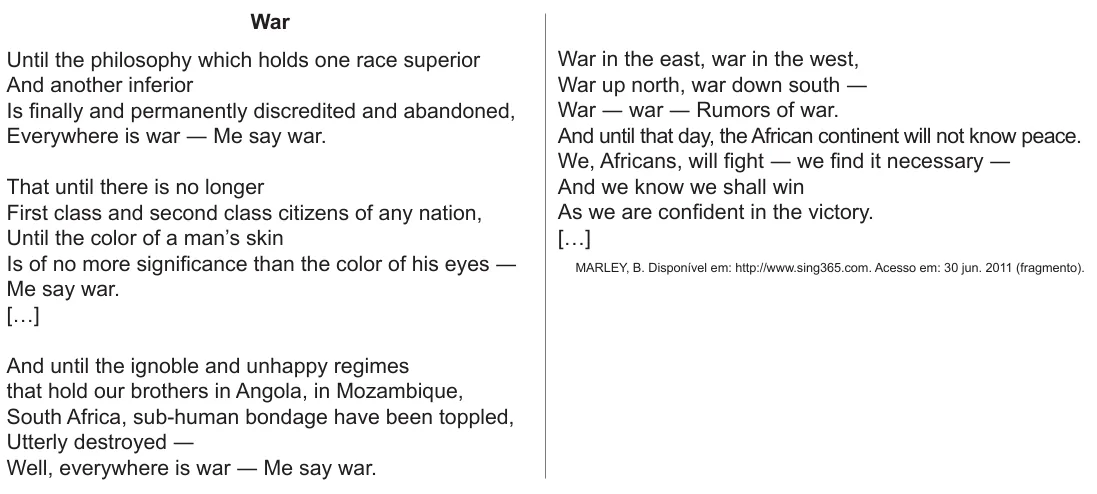 War
Until the philosophy which holds one race superior
And another inferior
Is finally and permanently discredited and abandoned,
Everywhere is war — Me say war.
That until there is no longer
First class and second class citizens of any nation,
Until the color of a man’s skin
Is of no more significance than the color of his eyes —
Me say war.
[…]
And until the ignoble and unhappy regimes
that hold our brothers in Angola, in Mozambique,
South Africa, sub-human bondage have been toppled,
Utterly destroyed —
Well, everywhere is war — Me say war.
War in the east, war in the west,
War up north, war down south —
War — war — Rumors of war.
And until that day, the African continent will not know peace.
We, Africans, will fight — we find it necessary —
And we know we shall win
As we are confident in the victory.
[…]
MARLEY, B. Disponível em: http://www.sing365.com. Acesso em: 30 jun. 2011 (fragmento).